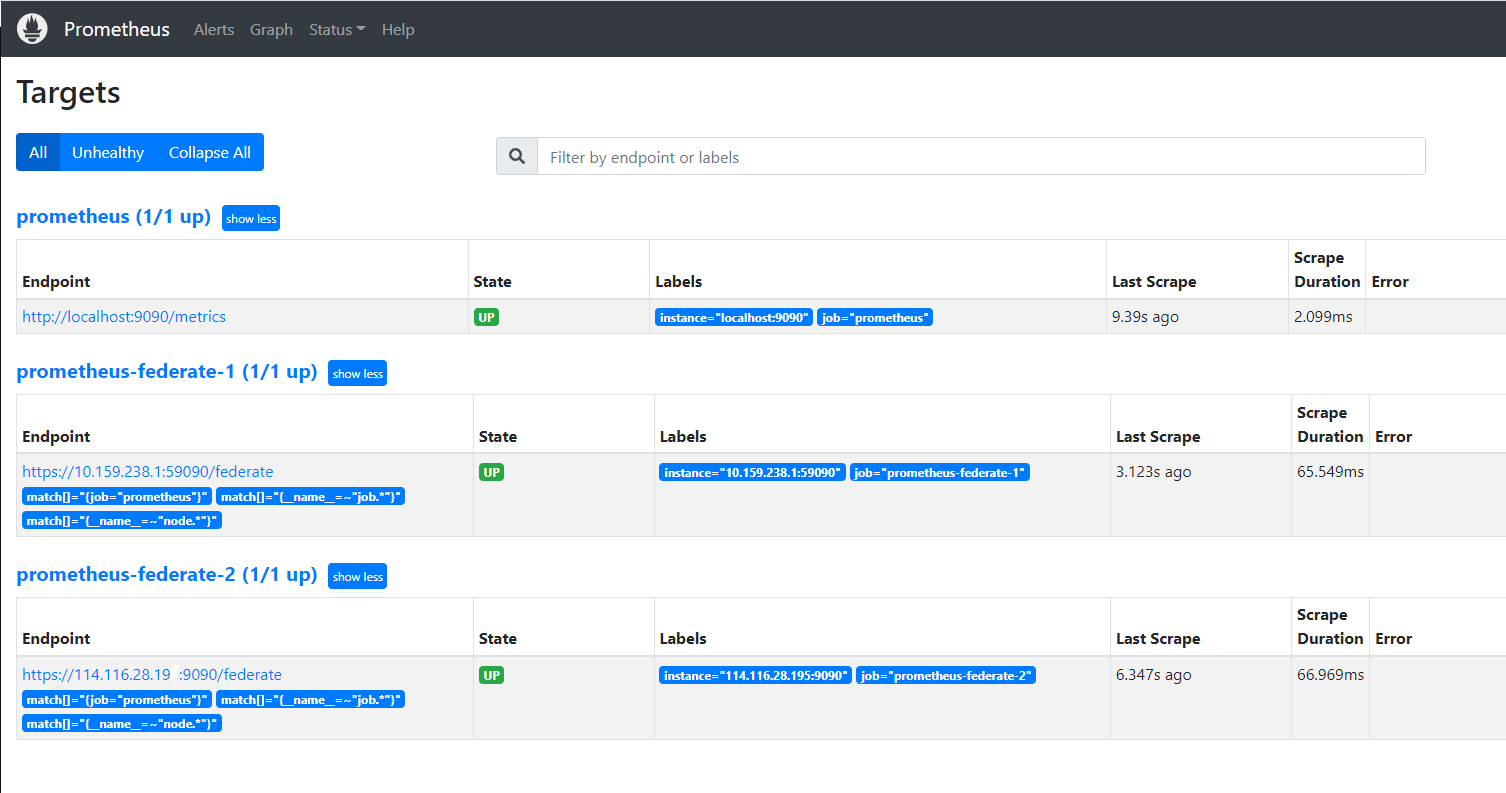 Prometheus Alerts Graph Status Help
Targets
All Unhealthy Collapse All
Filter by endpoint or labels
prometheus (1/1 up) show less
Endpoint State Labels Last Scrape Scrape Duration Error
http://localhost:9090/metrics UP instance="localhost:9090" job="prometheus" 9.39s ago 2.099ms
prometheus-federate-1 (1/1 up) show less
Endpoint State Labels Last Scrape Scrape Duration Error
https://10.159.238.1:59090/federate UP instance="10.159.238.1:59090" job="prometheus-federate-1" 3.123s ago 65.549ms
match[]="{job="prometheus"}" match[]="{__name__=~"job.*"}"
match[]="{__name__=~"node.*"}"
prometheus-federate-2 (1/1 up) show less
Endpoint State Labels Last Scrape Scrape Duration Error
https://114.116.28.19 :9090/federate UP instance="114.116.28.195:9090" job="prometheus-federate-2" 6.347s ago 66.969ms
match[]="{job="prometheus"}" match[]="{__name__=~"job.*"}"
match[]="{__name__=~"node.*"}"